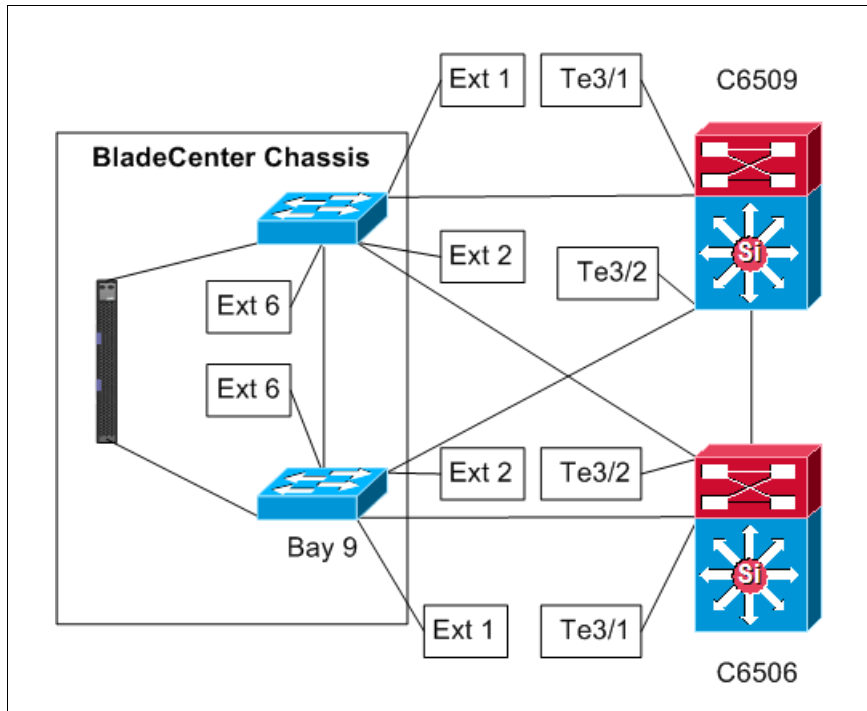 Ext 1
Te3/1
C6509
BladeCenter Chassis
Si
Ext 2
Te3/2
Ext 6
Ext 6
Ext 2
Te3/2
Bay 9
Si
Ext 1
Te3/1
C6506